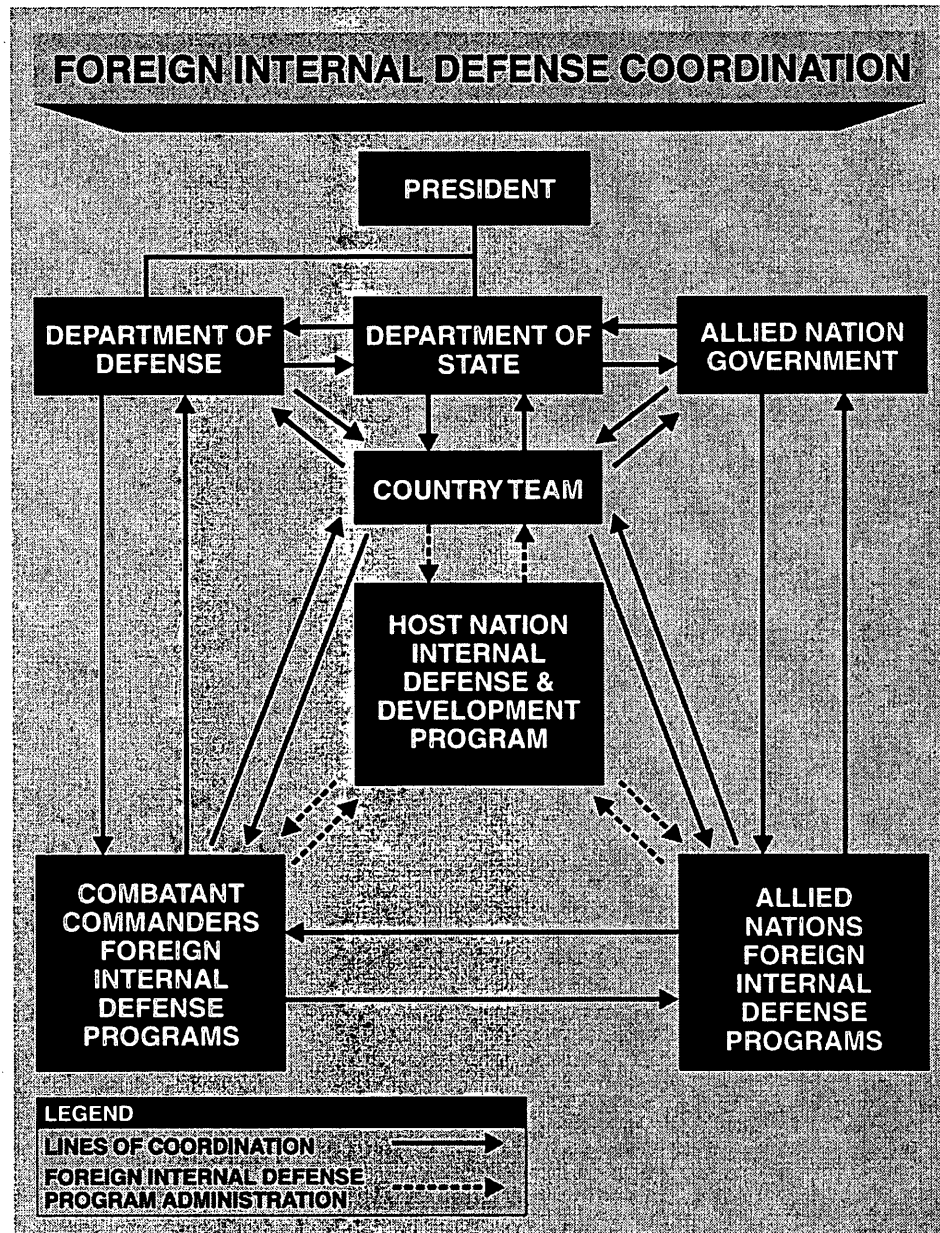 FOREIGN INTERNAL DEFENSE COORDINATION
PRESIDENT
DEPARTMENT OF
DEFENSE
DEPARTMENT OF
STATE
ALLIED NATION
GOVERNMENT
COUNTRY TEAM
HOST NATION
INTERNAL
DEFENSE &
DEVELOPMENT
PROGRAM
COMBATANT
COMMANDERS
FOREIGN
INTERNAL
DEFENSE
PROGRAMS
ALLIED
NATIONS
FOREIGN
INTERNAL
DEFENSE
PROGRAMS
LEGEND
LINES OF COORDINATION
FOREIGN INTERNAL DEFENSE
PROGRAM ADMINISTRATION